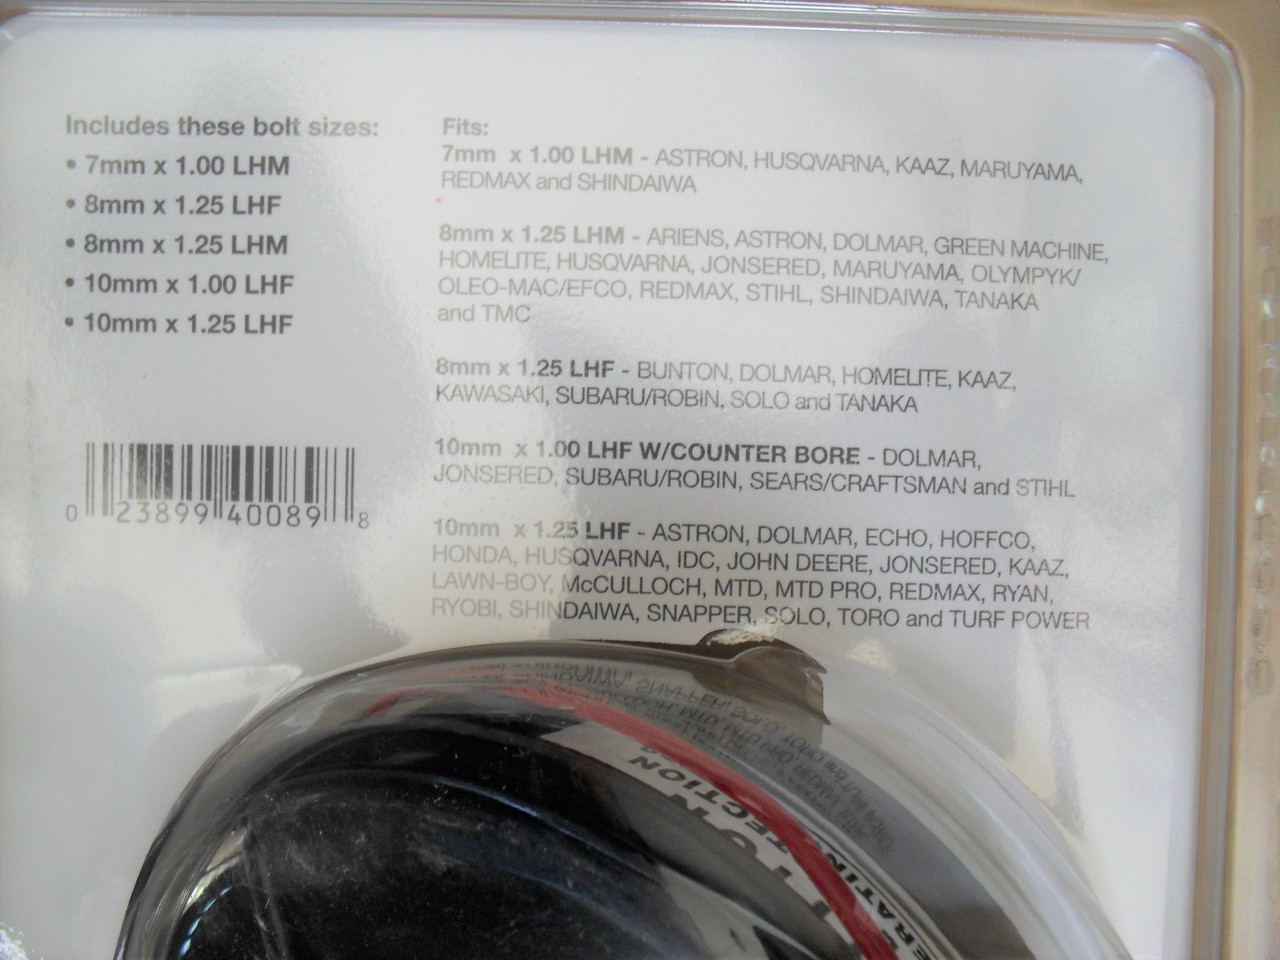 Includes these bolt sizes:
• 7mm x 1.00 LHM
• 8mm x 1.25 LHF
• 8mm x 1.25 LHM
• 10mm x 1.00 LHF
• 10mm x 1.25 LHF
0 23899 40089 8
Fits:
7mm x 1.00 LHM - ASTRON, HUSQVARNA, KAAZ, MARUYAMA,
REDMAX and SHINDAIWA
8mm x 1.25 LHM - ARIENS, ASTRON, DOLMAR, GREEN MACHINE,
HOMELITE, HUSQVARNA, JONSERED, MARUYAMA, OLYMPYK/
OLEO-MAC/EFCO, REDMAX, STIHL, SHINDAIWA, TANAKA
and TMC
8mm x 1.25 LHF - BUNTON, DOLMAR, HOMELITE, KAAZ,
KAWASAKI, SUBARU/ROBIN, SOLO and TANAKA
10mm x 1.00 LHF W/COUNTER BORE - DOLMAR,
JONSERED, SUBARU/ROBIN, SEARS/CRAFTSMAN and STIHL
10mm x 1.25 LHF - ASTRON, DOLMAR, ECHO, HOFFCO,
HONDA, HUSQVARNA, IDC, JOHN DEERE, JONSERED, KAAZ,
LAWN-BOY, McCULLOCH, MTD, MTD PRO, REDMAX, RYAN,
RYOBI, SHINDAIWA, SNAPPER, SOLO, TORO and TURF POWER